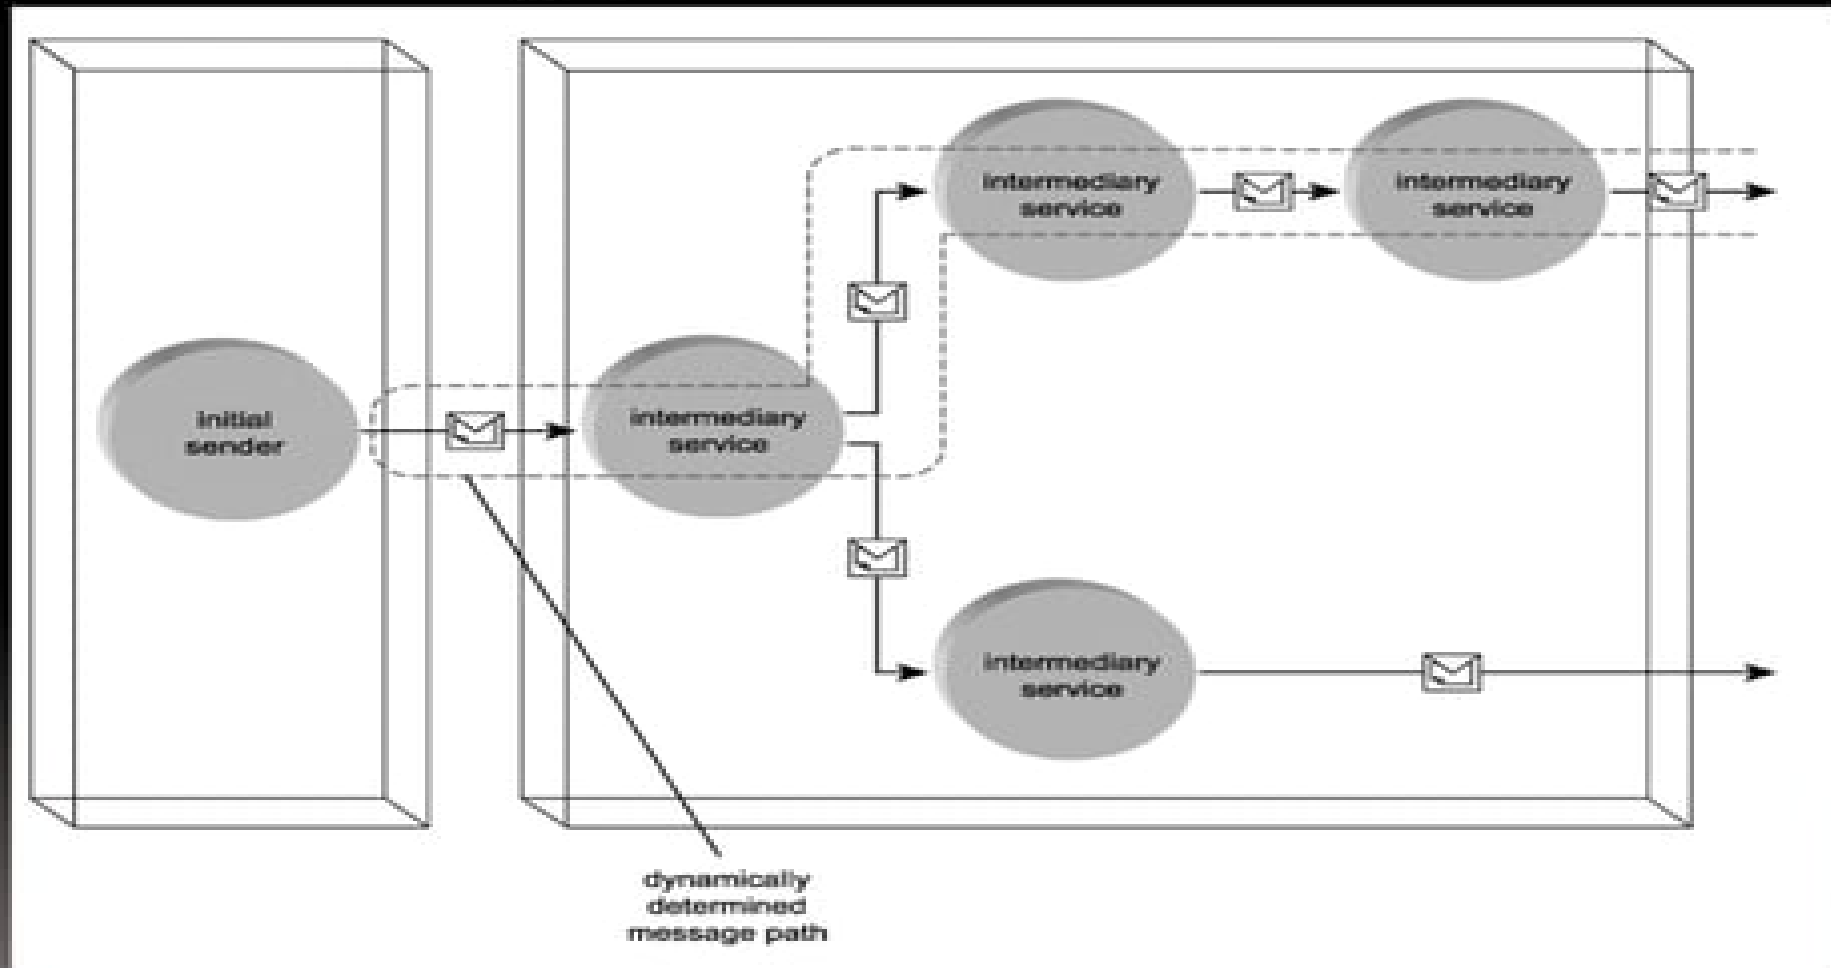 initial
sender
intermediary
service
intermediary
service
intermediary
service
intermediary
service
dynamically
determined
message path